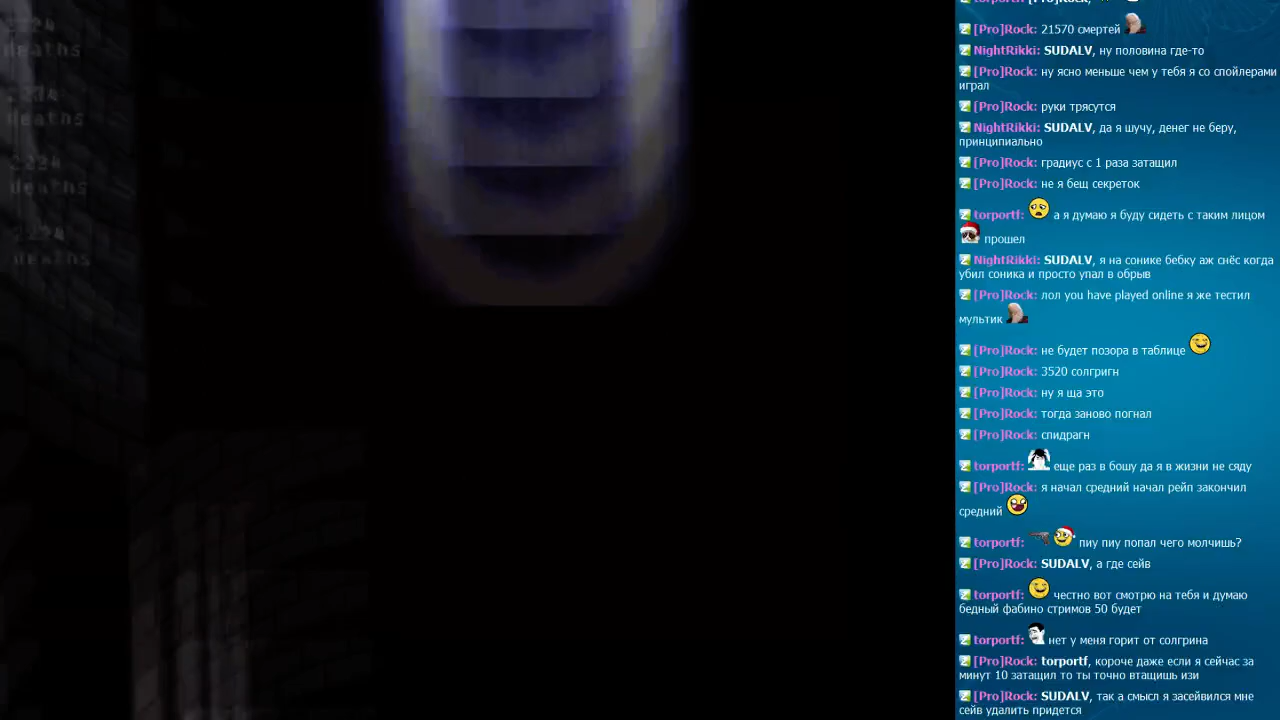 deaths
deaths
deaths
deaths
[Pro]Rock: 21570 смертей
NightRikki: SUDALV, ну половина где-то
[Pro]Rock: ну ясно меньше чем у тебя я со спойлерами
играл
[Pro]Rock: руки трясутся
NightRikki: SUDALV, да я шучу, денег не беру,
принципиально
[Pro]Rock: градиус с 1 раза затащил
[Pro]Rock: не я бещ секреток
torportf: а я думаю я буду сидеть с таким лицом
прошел
NightRikki: SUDALV, я на сонике бебку аж снёс когда
убил соника и просто упал в обрыв
[Pro]Rock: лол you have played online я же тестил
мультик
[Pro]Rock: не будет позора в таблице
[Pro]Rock: 3520 солгригн
[Pro]Rock: ну я ща это
[Pro]Rock: тогда заново погнал
[Pro]Rock: спидрагн
torportf: еще раз в бошу да я в жизни не сяду
[Pro]Rock: я начал средний начал рейп закончил
средний
torportf: пиу пиу попал чего молчишь?
[Pro]Rock: SUDALV, а где сейв
torportf: честно вот смотрю на тебя и думаю
бедный фабино стримов 50 будет
torportf: нет у меня горит от солгрина
[Pro]Rock: torportf, короче даже если я сейчас за
минут 10 затащил то ты точно втащишь изи
[Pro]Rock: SUDALV, так а смысл я засейвился мне
сейв удалить придется